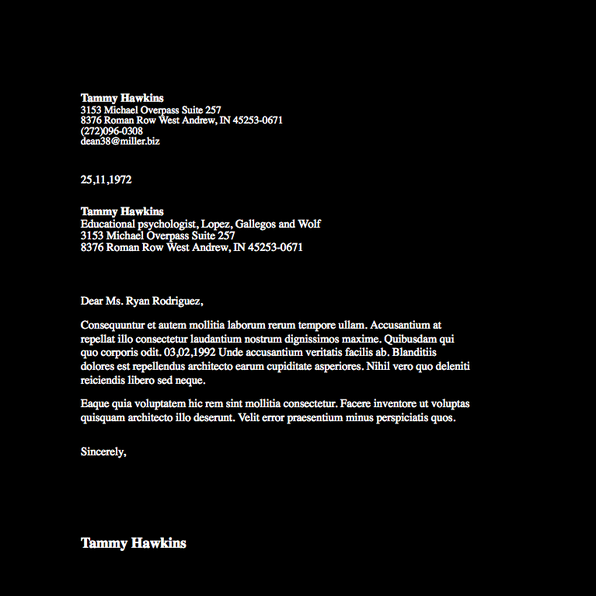 Tammy Hawkins
3153 Michael Overpass Suite 257
8376 Roman Row West Andrew, IN 45253-0671
(272)096-0308
dean38@miller.biz
25,11,1972
Tammy Hawkins
Educational psychologist, Lopez, Gallegos and Wolf
3153 Michael Overpass Suite 257
8376 Roman Row West Andrew, IN 45253-0671
Dear Ms. Ryan Rodriguez,
Consequuntur et autem mollitia laborum rerum tempore ullam. Accusantium at
repellat illo consectetur laudantium nostrum dignissimos maxime. Quibusdam qui
quo corporis odit. 03,02,1992 Unde accusantium veritatis facilis ab. Blanditiis
dolores est repellendus architecto earum cupiditate asperiores. Nihil vero quo deleniti
reiciendis libero sed neque.
Eaque quia voluptatem hic rem sint mollitia consectetur. Facere inventore ut voluptas
quisquam architecto illo deserunt. Velit error praesentium minus perspiciatis quos.
Sincerely,
Tammy Hawkins